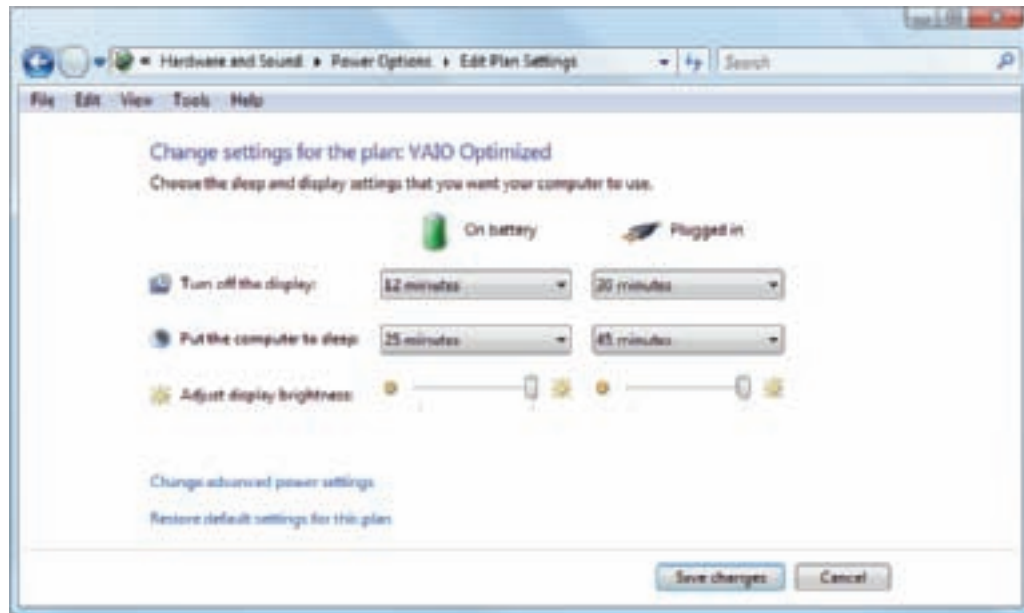 « Hardware and Sound ▸ Power Options ▸ Edit Plan Settings Search
File Edit View Tools Help
Change settings for the plan: VAIO Optimized
Choose the sleep and display settings that you want your computer to use.
On battery Plugged in
Turn off the display: 12 minutes minutes
Put the computer to sleep: 25 minutes 45 minutes
Adjust display brightness:
Change advanced power settings
Restore default settings for this plan
Save changes Cancel